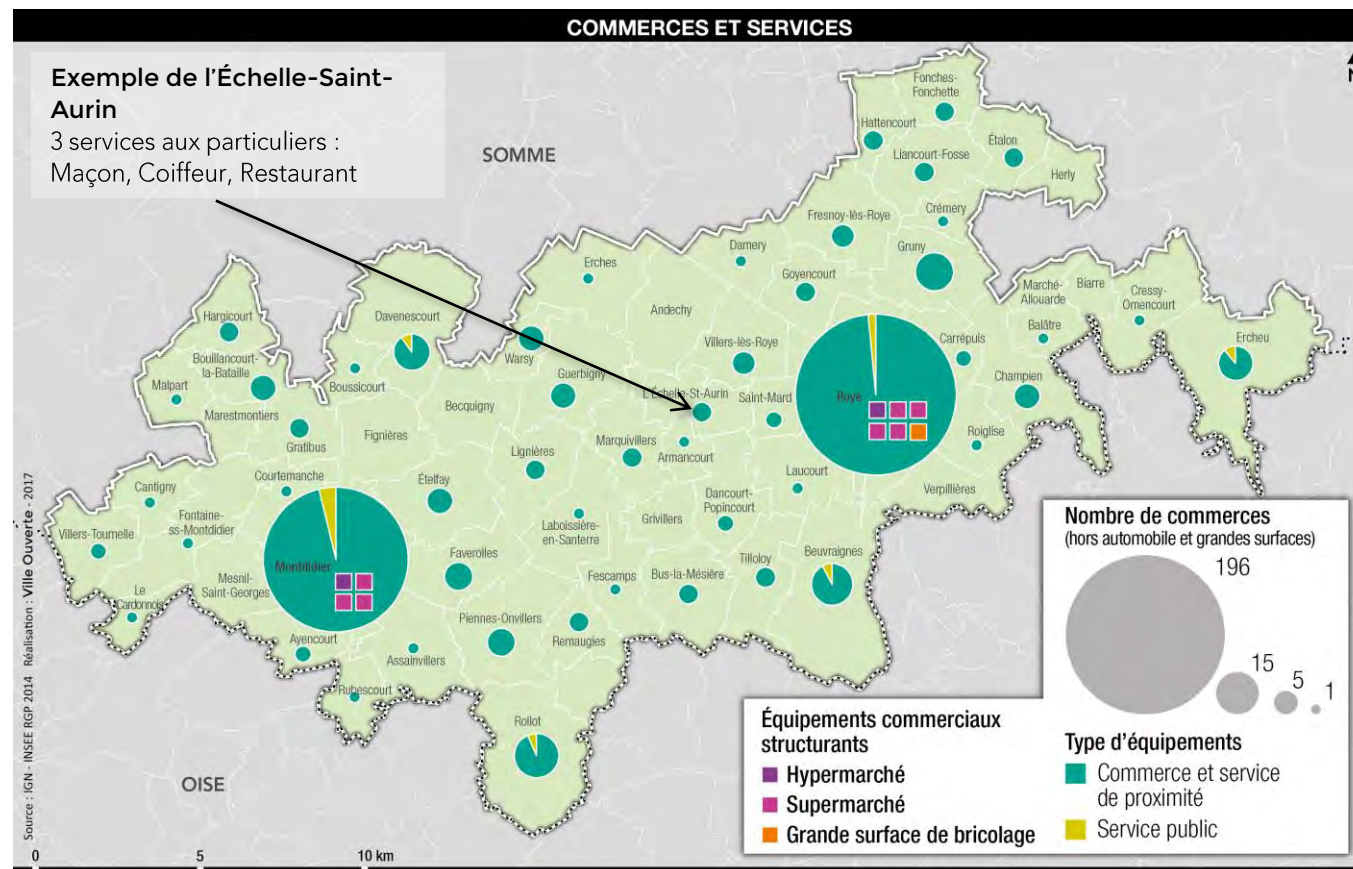 COMMERCES ET SERVICES
Exemple de l'Échelle-Saint-
Aurin
3 services aux particuliers :
Maçon, Coiffeur, Restaurant
N
SOMME
Fonches-
Fonchette
Hattencourt
Étalon
Liancourt-Fosse
Herly
Crémery
Fresnoy-lès-Roye
Damery
Gruny
Erches
Goyencourt
Marché-
Allouarde
Biarre
Cressy-
Omencourt
Andechy
Hargicourt
Davenescourt
Balâtre
Ercheu
Villers-lès-Roye
Carrépuis
Warsy
Bouillancourt-
la-Bataille
Guerbigny
Champien
Malpart
Boussicourt
L'Échelle-St-Aurin
Saint-Mard
Roye
Becquigny
Marestmontiers
Fignières
Gratibus
Marquivillers
Armancourt
Roiglise
Lignières
Laucourt
Courtemanche
Ételfay
Cantigny
Verpillières
Dancourt-
Popincourt
Fontaine-
ss-Montdidier
Laboissière-
en-Santerre
Grivillers
Villers-Tournelle
Faverolles
Tilloloy
Beuvraignes
Montdidier
Mesnil-
Saint-Georges
Fescamps
Bus-la-Mésière
Le
Cardonnois
Piennes-Onvillers
Remaugies
Ayencourt
Assainvillers
Rubescourt
Rollot
OISE
Nombre de commerces
(hors automobile et grandes surfaces)
196
15
5
1
Équipements commerciaux
structurants
Hypermarché
Supermarché
Grande surface de bricolage
Type d'équipements
Commerce et service
de proximité
Service public
0 5 10 km
Source : IGN - INSEE RGP 2014 Réalisation : Ville Ouverte - 2017